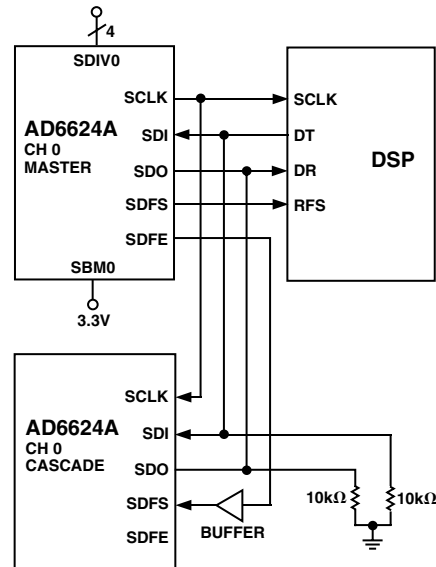 4
SDIV0
AD6624A
CH 0
MASTER
SCLK
SDI
SDO
SDFS
SDFE
SBM0
3.3V
SCLK
DT
DR
RFS
DSP
AD6624A
CH 0
CASCADE
SCLK
SDI
SDO
SDFS
SDFE
BUFFER
10kΩ
10kΩ